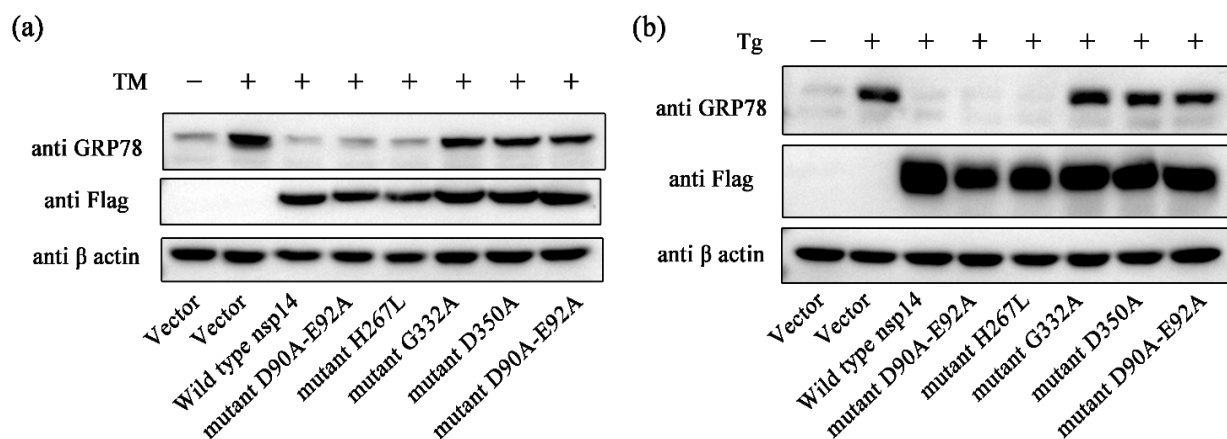 (a)
TM – + + + + + + +
anti GRP78
anti Flag
anti β actin
Vector
Vector
Wild type nsp14
mutant D90A-E92A
mutant H267L
mutant G332A
mutant D350A
mutant D90A-E92A
(b)
Tg – + + + + + + +
anti GRP78
anti Flag
anti β actin
Vector
Vector
Wild type nsp14
mutant D90A-E92A
mutant H267L
mutant G332A
mutant D350A
mutant D90A-E92A